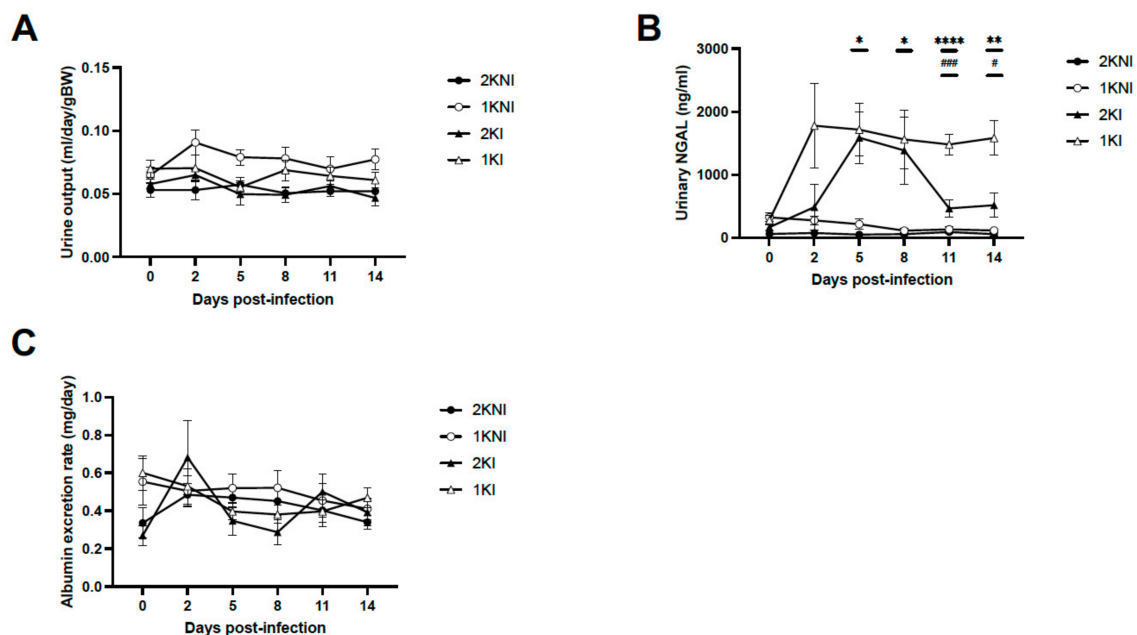 A
Urine output (ml/day/gBW)
0.15
0.10
0.05
0.00
0 2 5 8 11 14
Days post-infection
2KNI
1KNI
2KI
1KI
B
Urinary NGAL (ng/ml)
3000
2000
1000
0
* * **** **
### #
0 2 5 8 11 14
Days post-infection
2KNI
1KNI
2KI
1KI
C
Albumin excretion rate (mg/day)
1.0
0.8
0.6
0.4
0.2
0.0
0 2 5 8 11 14
Days post-infection
2KNI
1KNI
2KI
1KI